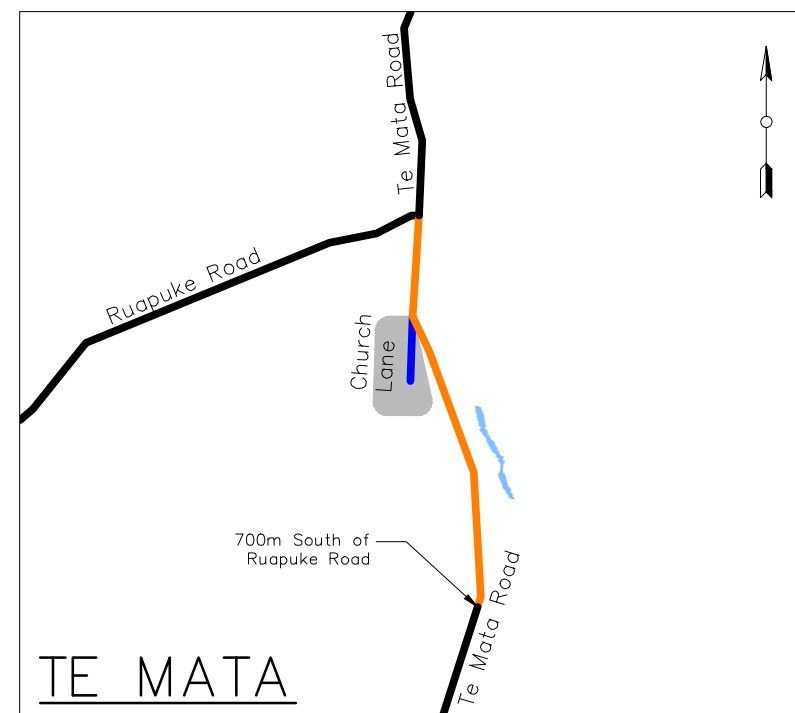 Te Mata Road
Ruapuke Road
Church
Lane
700m South of
Ruapuke Road
Te Mata Road
TE MATA